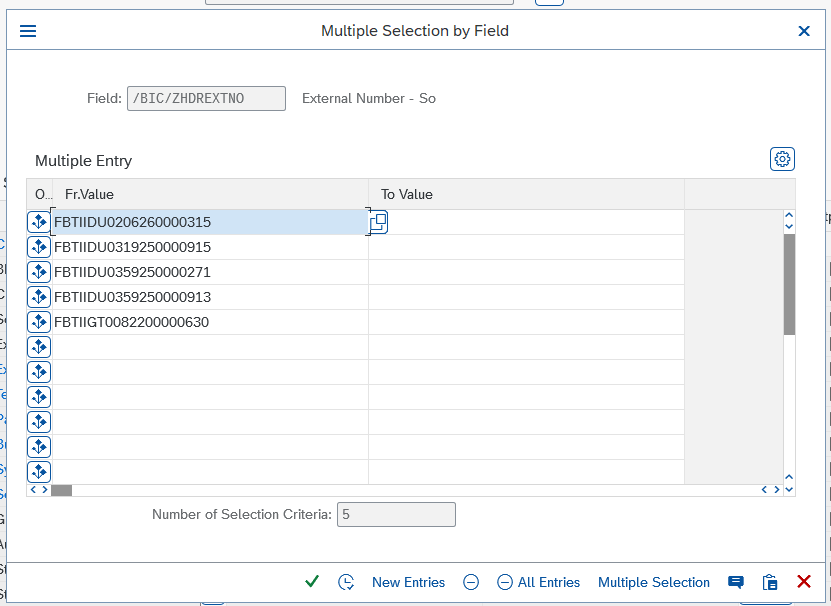 Multiple Selection by Field
Field: /BIC/ZHDREXTNO External Number - So
Multiple Entry
O... Fr.Value To Value
FBTIIDU0206260000315
FBTIIDU0319250000915
FBTIIDU0359250000271
FBTIIDU0359250000913
FBTIIGT0082200000630
Number of Selection Criteria: 5
New Entries All Entries Multiple Selection